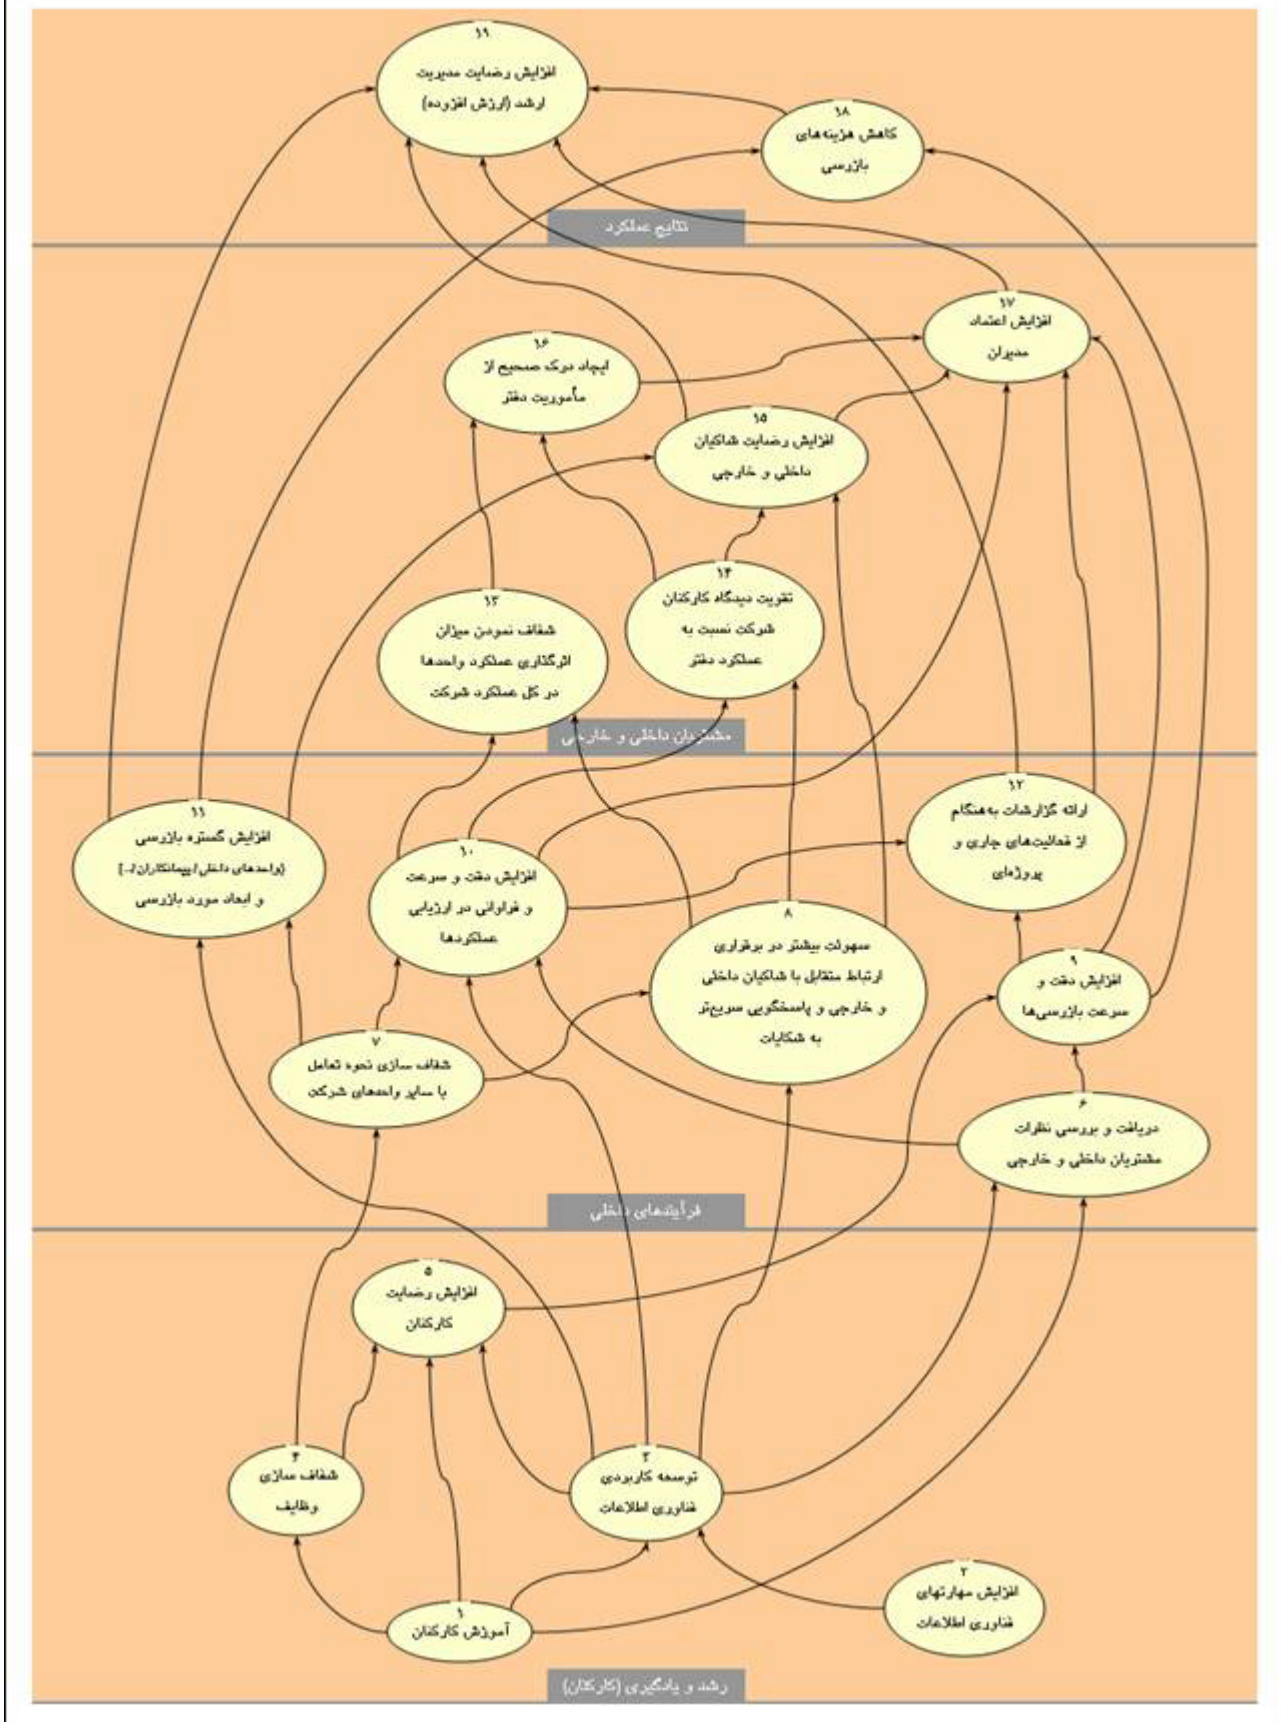 ۱۹
افزایش رضایت مدیریت
ارشد (ارزش افزوده)
۱۸
کاهش هزینه‌های
بازرسی
نتایج عملکرد
۱۷
افزایش اعتماد
مدیران
۱۶
ایجاد درک صحیح از
مأموریت دفتر
۱۵
افزایش رضایت شاکیان
داخلی و خارجی
۱۴
تقویت دیدگاه کارکنان
شرکت نسبت به
عملکرد دفتر
۱۳
شفاف نمودن میزان
اثرگذاری عملکرد واحدها
در کل عملکرد شرکت
مشتریان داخلی و خارجی
۱۲
ارائه گزارشات به‌هنگام
از فعالیت‌های جاری و
پروژه‌ای
۱۱
افزایش گستره بازرسی
(واحدهای داخلی/پیمانکاران/..)
و ابعاد مورد بازرسی
۱۰
افزایش دقت و سرعت
و فراوانی در ارزیابی
عملکردها
۸
سهولت بیشتر در برقراری
ارتباط متقابل با شاکیان داخلی
و خارجی و پاسخگویی سریع‌تر
به شکایات
۹
افزایش دقت و
سرعت بازرسی‌ها
۷
شفاف سازی نحوه تعامل
با سایر واحدهای شرکت
۶
دریافت و بررسی نظرات
مشتریان داخلی و خارجی
فرآیندهای داخلی
۵
افزایش رضایت
کارکنان
۴
شفاف سازی
وظایف
۳
توسعه کاربردی
فناوری اطلاعات
۲
افزایش مهارتهای
فناوری اطلاعات
۱
آموزش کارکنان
رشد و یادگیری (کارکنان)